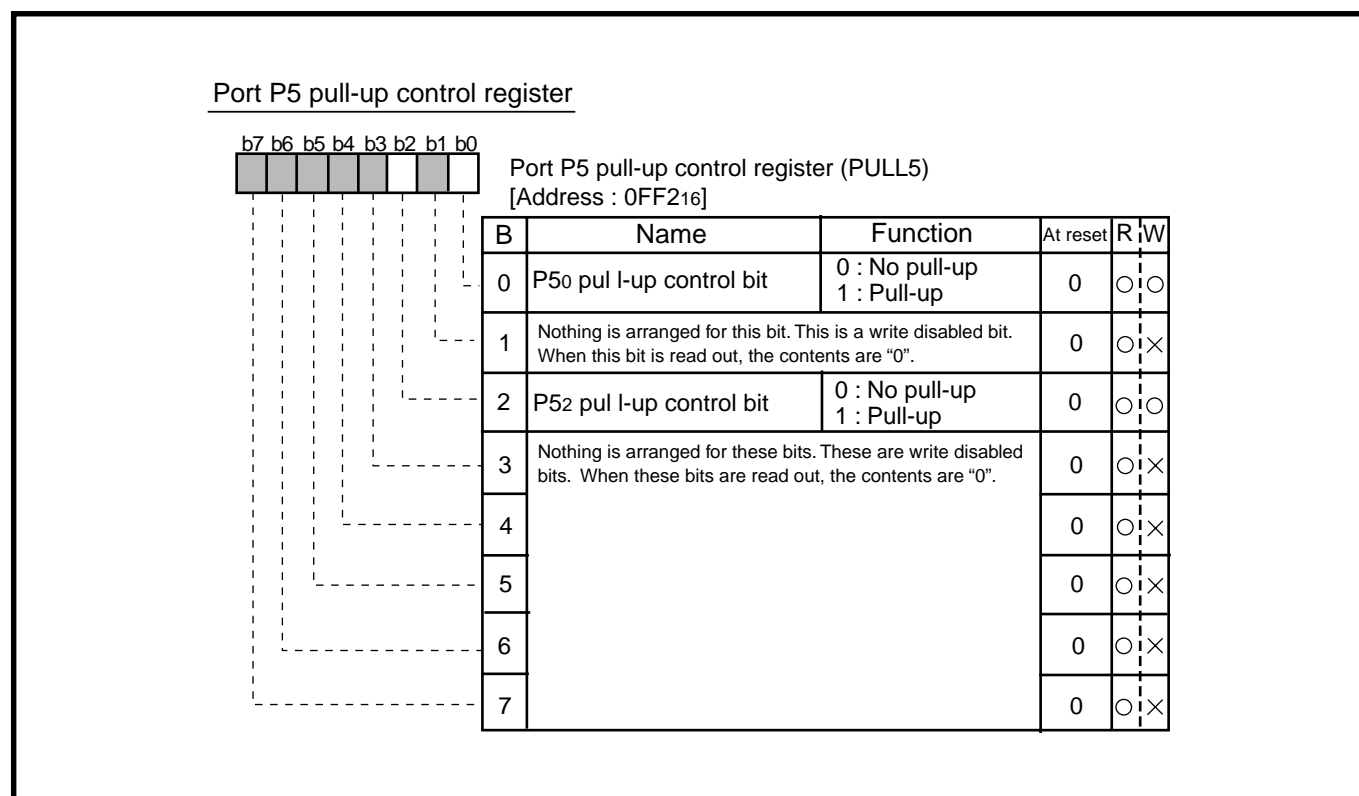 Port P5 pull-up control register
b7 b6 b5 b4 b3 b2 b1 b0
Port P5 pull-up control register (PULL5)
[Address : 0FF216]
B Name Function At reset R W
0 P50 pul l-up control bit 0 : No pull-up 0 ○ ○
1 : Pull-up
1 Nothing is arranged for this bit. This is a write disabled bit. 0 ○ ×
When this bit is read out, the contents are “0”.
2 P52 pul l-up control bit 0 : No pull-up 0 ○ ○
1 : Pull-up
3 Nothing is arranged for these bits. These are write disabled 0 ○ ×
bits. When these bits are read out, the contents are “0”.
4 0 ○ ×
5 0 ○ ×
6 0 ○ ×
7 0 ○ ×